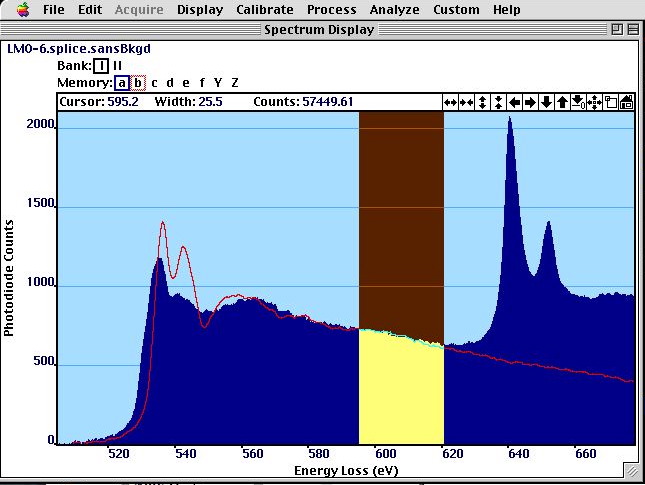 File Edit Acquire Display Calibrate Process Analyze Custom Help
Spectrum Display
LMO-6.splice.sansBkgd
Bank: I II
Memory: a b c d e f Y Z
Cursor: 595.2 Width: 25.5 Counts: 57449.61
2000
1500
1000
500
0
Photodiode Counts
520 540 560 580 600 620 640 660
Energy Loss (eV)